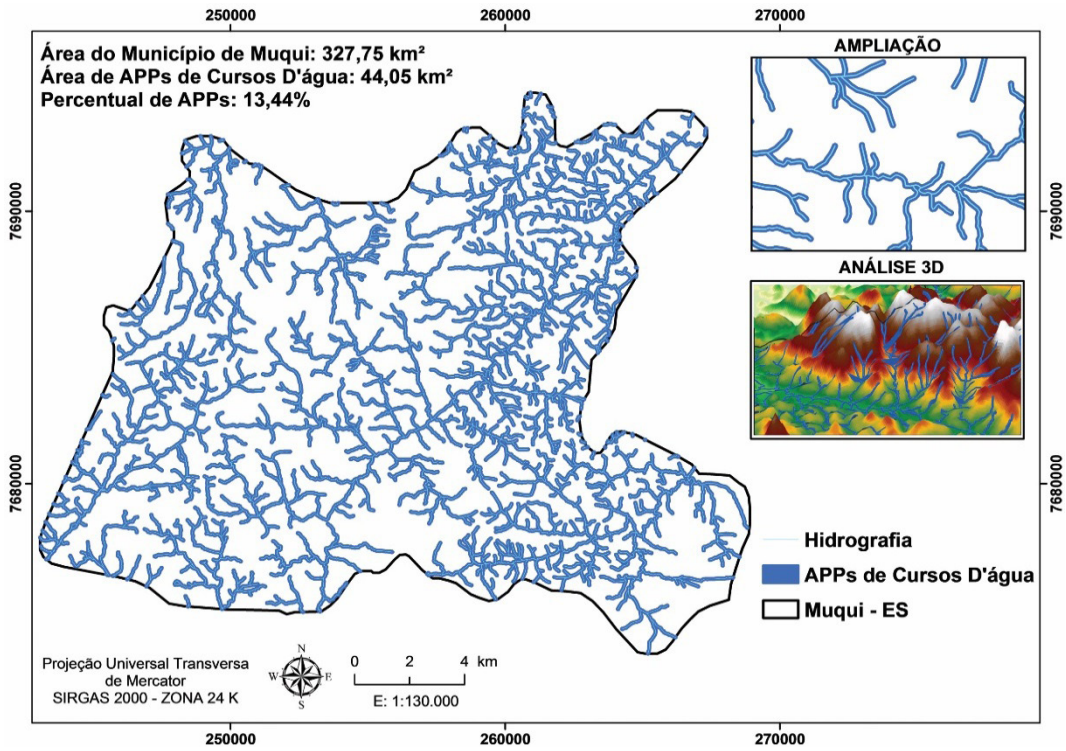 250000
260000
270000
Área do Município de Muqui: 327,75 km²
Área de APPs de Cursos D'água: 44,05 km²
Percentual de APPs: 13,44%
AMPLIAÇÃO
7690000
7690000
ANÁLISE 3D
7680000
7680000
Hidrografia
APPs de Cursos D'água
Muqui - ES
Projeção Universal Transversa
de Mercator
SIRGAS 2000 - ZONA 24 K
N
W
E
S
0 2 4 km
E: 1:130.000
250000
260000
270000